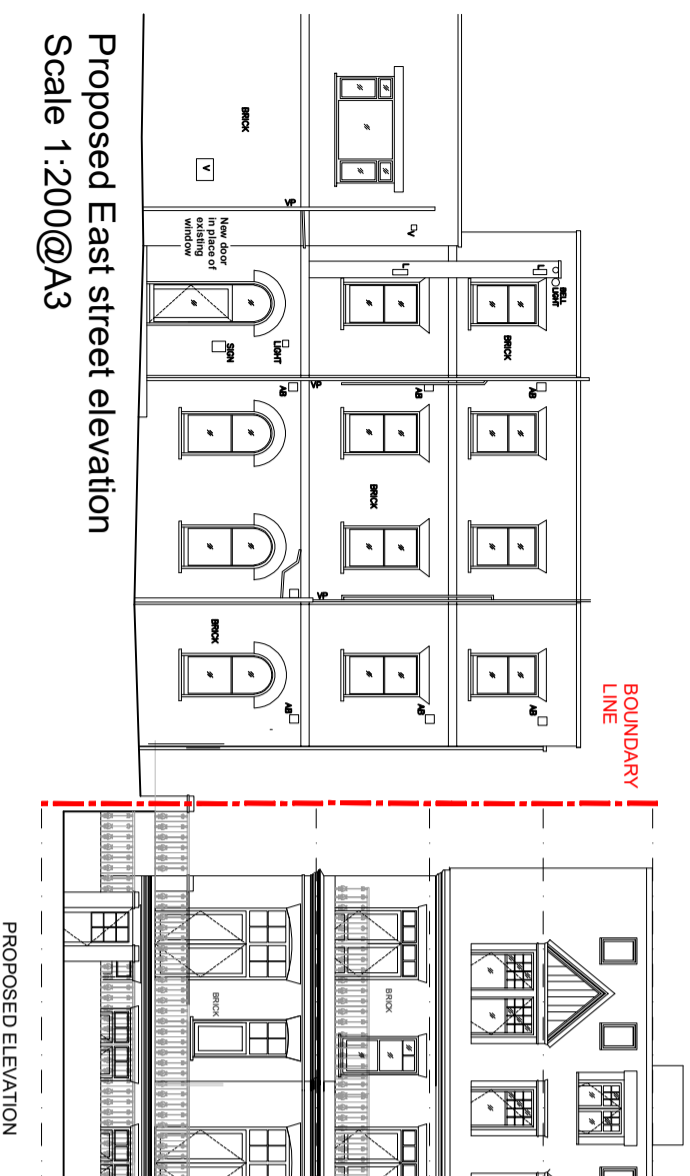 Proposed East street elevation
Scale 1:200@A3
BELL
LIGHT
L
L
BRICK
V
V
BRICK
VP
New door
in place of
existing
window
LIGHT
SIGN
AB
AB
AB
VP
BRICK
VP
BRICK
AB
AB
AB
BOUNDARY
LINE
BRICK
BRICK
PROPOSED ELEVATION